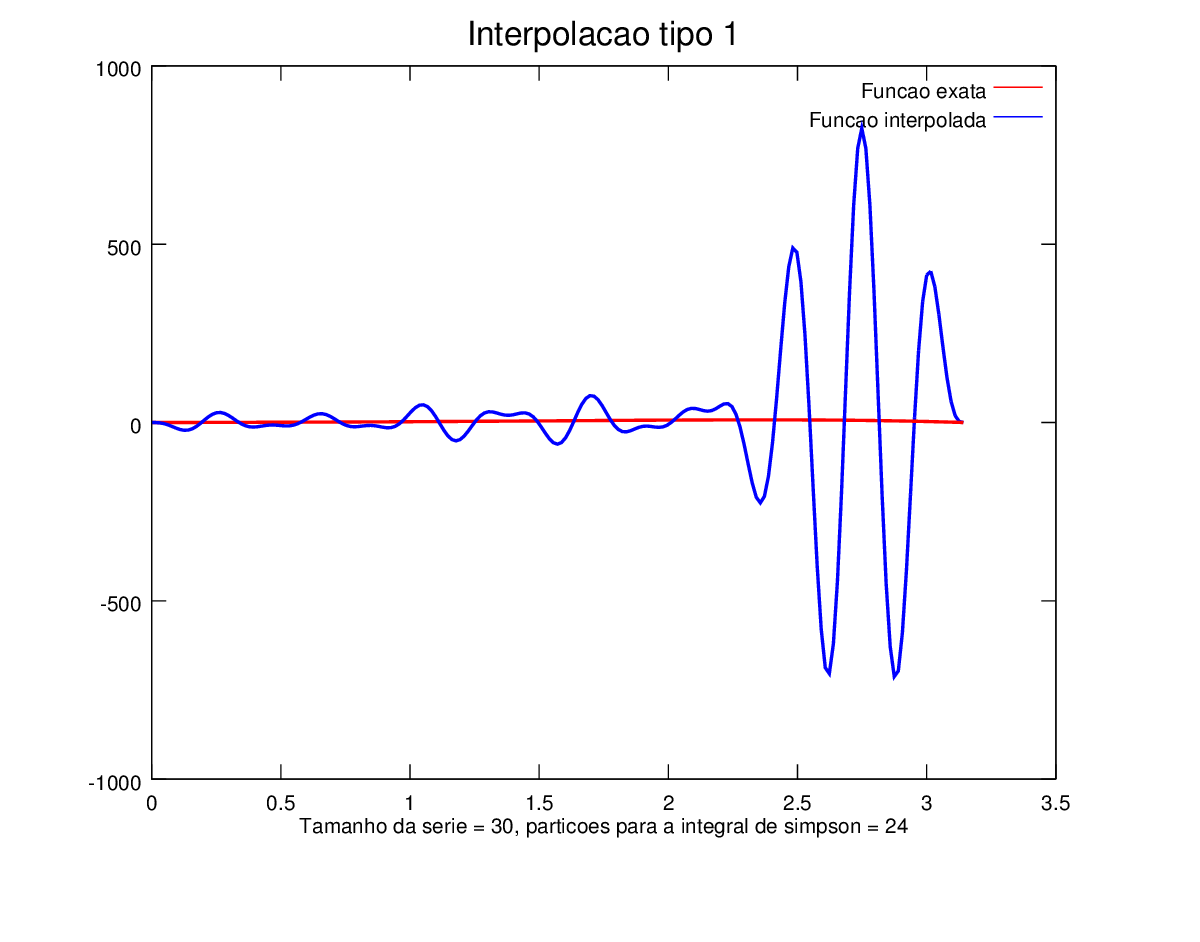 Interpolacao tipo 1
1000
500
0
-500
-1000
Funcao exata
Funcao interpolada
0 0.5 1 1.5 2 2.5 3 3.5
Tamanho da serie = 30, particoes para a integral de simpson = 24